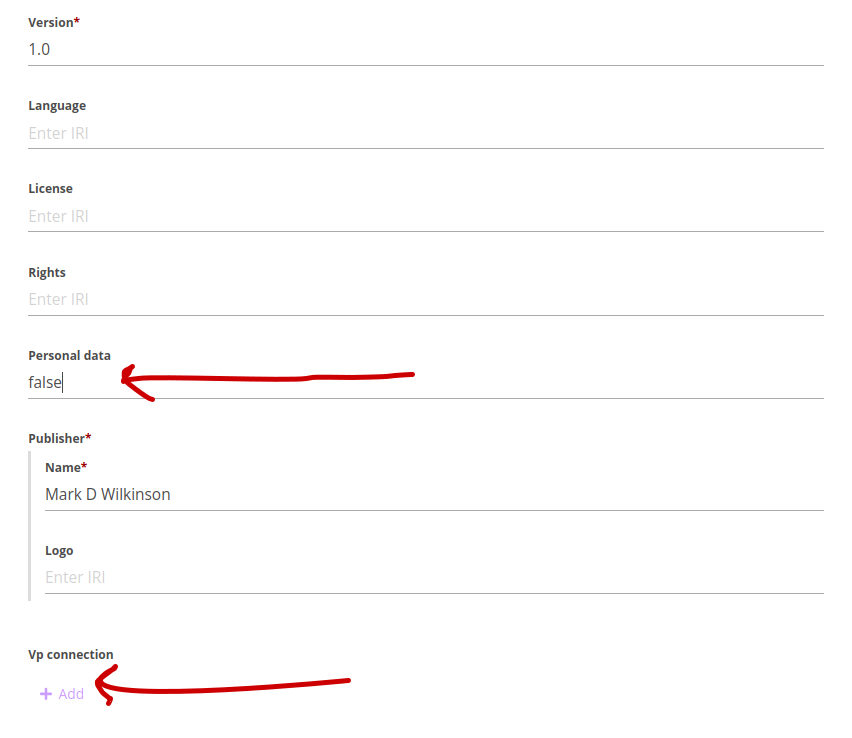 Version*
1.0
Language
Enter IRI
License
Enter IRI
Rights
Enter IRI
Personal data
false
Publisher*
Name*
Mark D Wilkinson
Logo
Enter IRI
Vp connection
+ Add